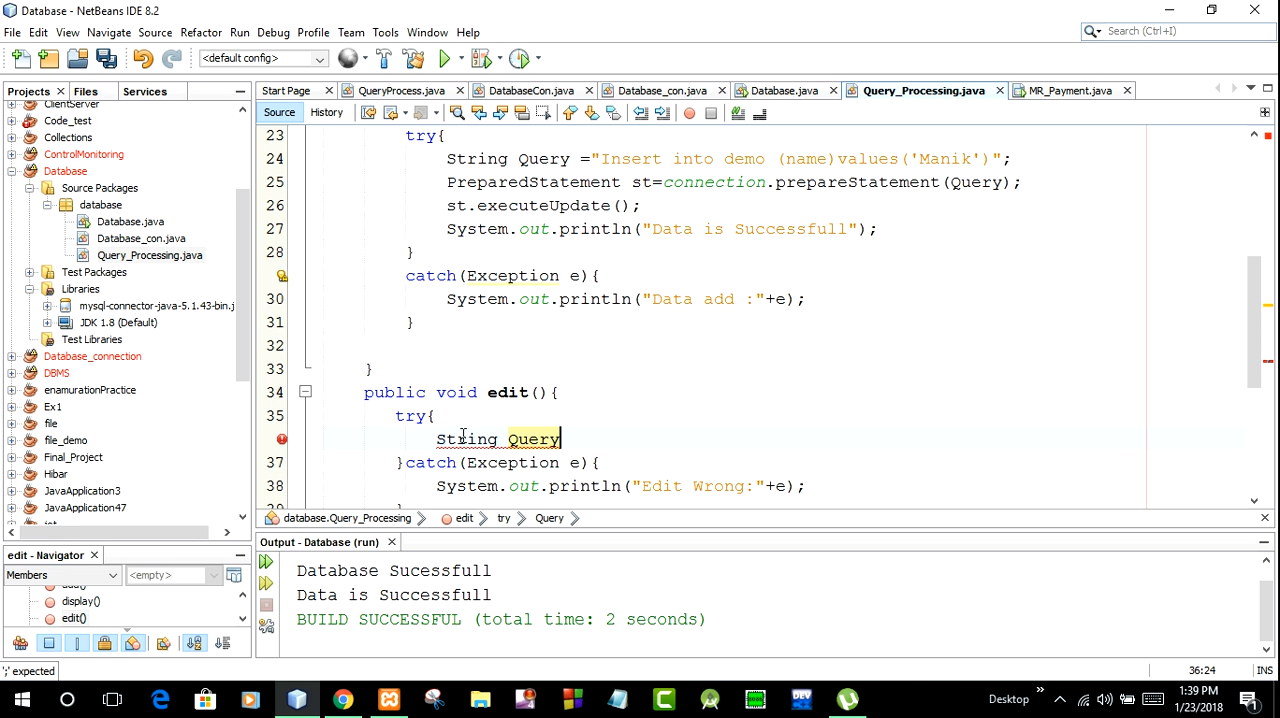 Database - NetBeans IDE 8.2
File Edit View Navigate Source Refactor Run Debug Profile Team Tools Window Help
Search (Ctrl+I)
<default config>
Projects Files Services
Start Page QueryProcess.java DatabaseCon.java Database_con.java Database.java Query_Processing.java MR_Payment.java
Source History
ClientServer
Code_test
Collections
ControlMonitoring
Database
Source Packages
database
Database.java
Database_con.java
Query_Processing.java
Test Packages
Libraries
mysql-connector-java-5.1.43-bin.j
JDK 1.8 (Default)
Test Libraries
Database_connection
DBMS
enamurationPractice
Ex1
file
file_demo
Final_Project
Hibar
JavaApplication3
JavaApplication47
23 try{
24 String Query ="Insert into demo (name)values('Manik')";
25 PreparedStatement st=connection.prepareStatement(Query);
26 st.executeUpdate();
27 System.out.println("Data is Successfull");
28 }
catch(Exception e){
30 System.out.println("Data add :"+e);
31 }
32
33 }
34 public void edit(){
35 try{
String Query
37 }catch(Exception e){
38 System.out.println("Edit Wrong:"+e);
database.Query_Processing edit try Query
Output - Database (run)
Database Sucessfull
Data is Successfull
BUILD SUCCESSFUL (total time: 2 seconds)
edit - Navigator
Members <empty>
display()
edit()
';' expected
36:24 INS
Desktop
1:39 PM
1/23/2018